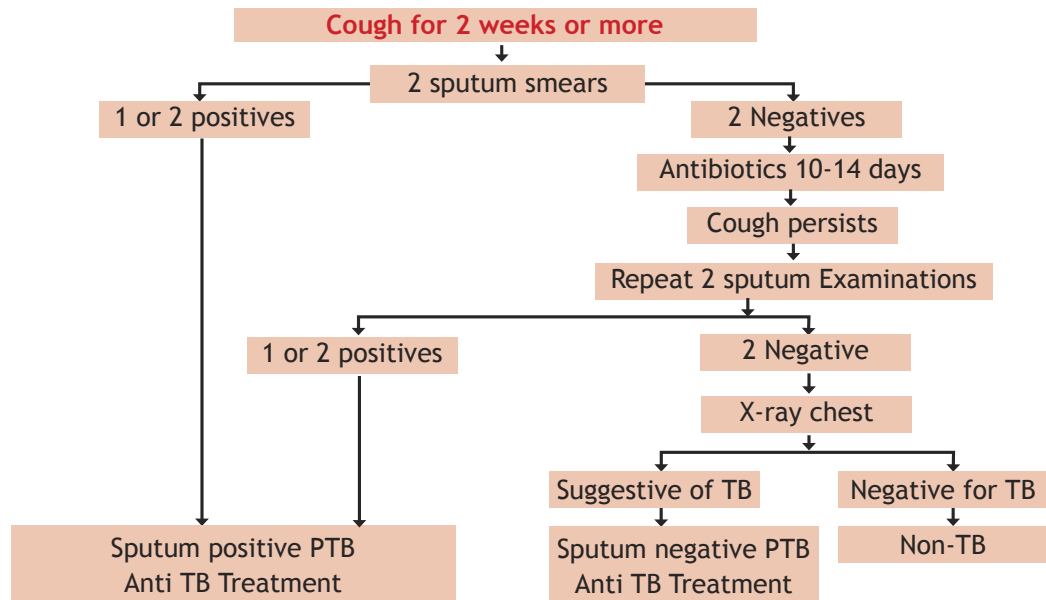 Cough for 2 weeks or more
2 sputum smears
1 or 2 positives
2 Negatives
Antibiotics 10-14 days
Cough persists
Repeat 2 sputum Examinations
1 or 2 positives
2 Negative
X-ray chest
Suggestive of TB
Negative for TB
Sputum positive PTB
Anti TB Treatment
Sputum negative PTB
Anti TB Treatment
Non-TB